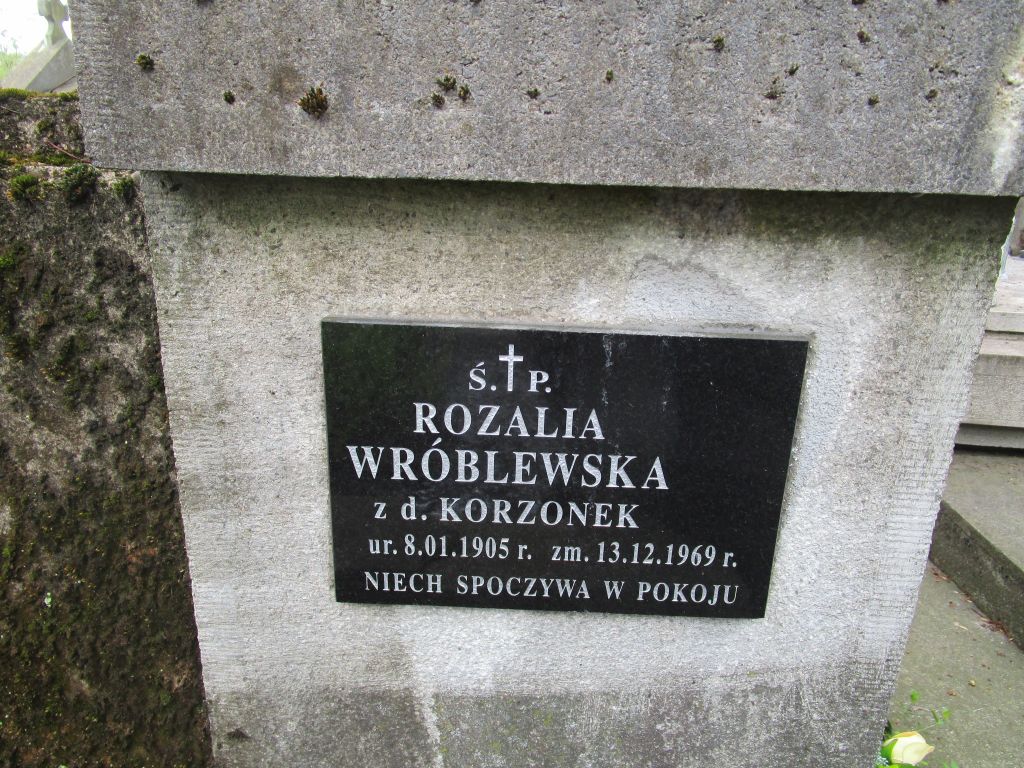 Ś. P.
ROZALIA
WRÓBLEWSKA
z d. KORZONEK
ur. 8.01.1905 r. zm. 13.12.1969 r.
NIECH SPOCZYWA W POKOJU